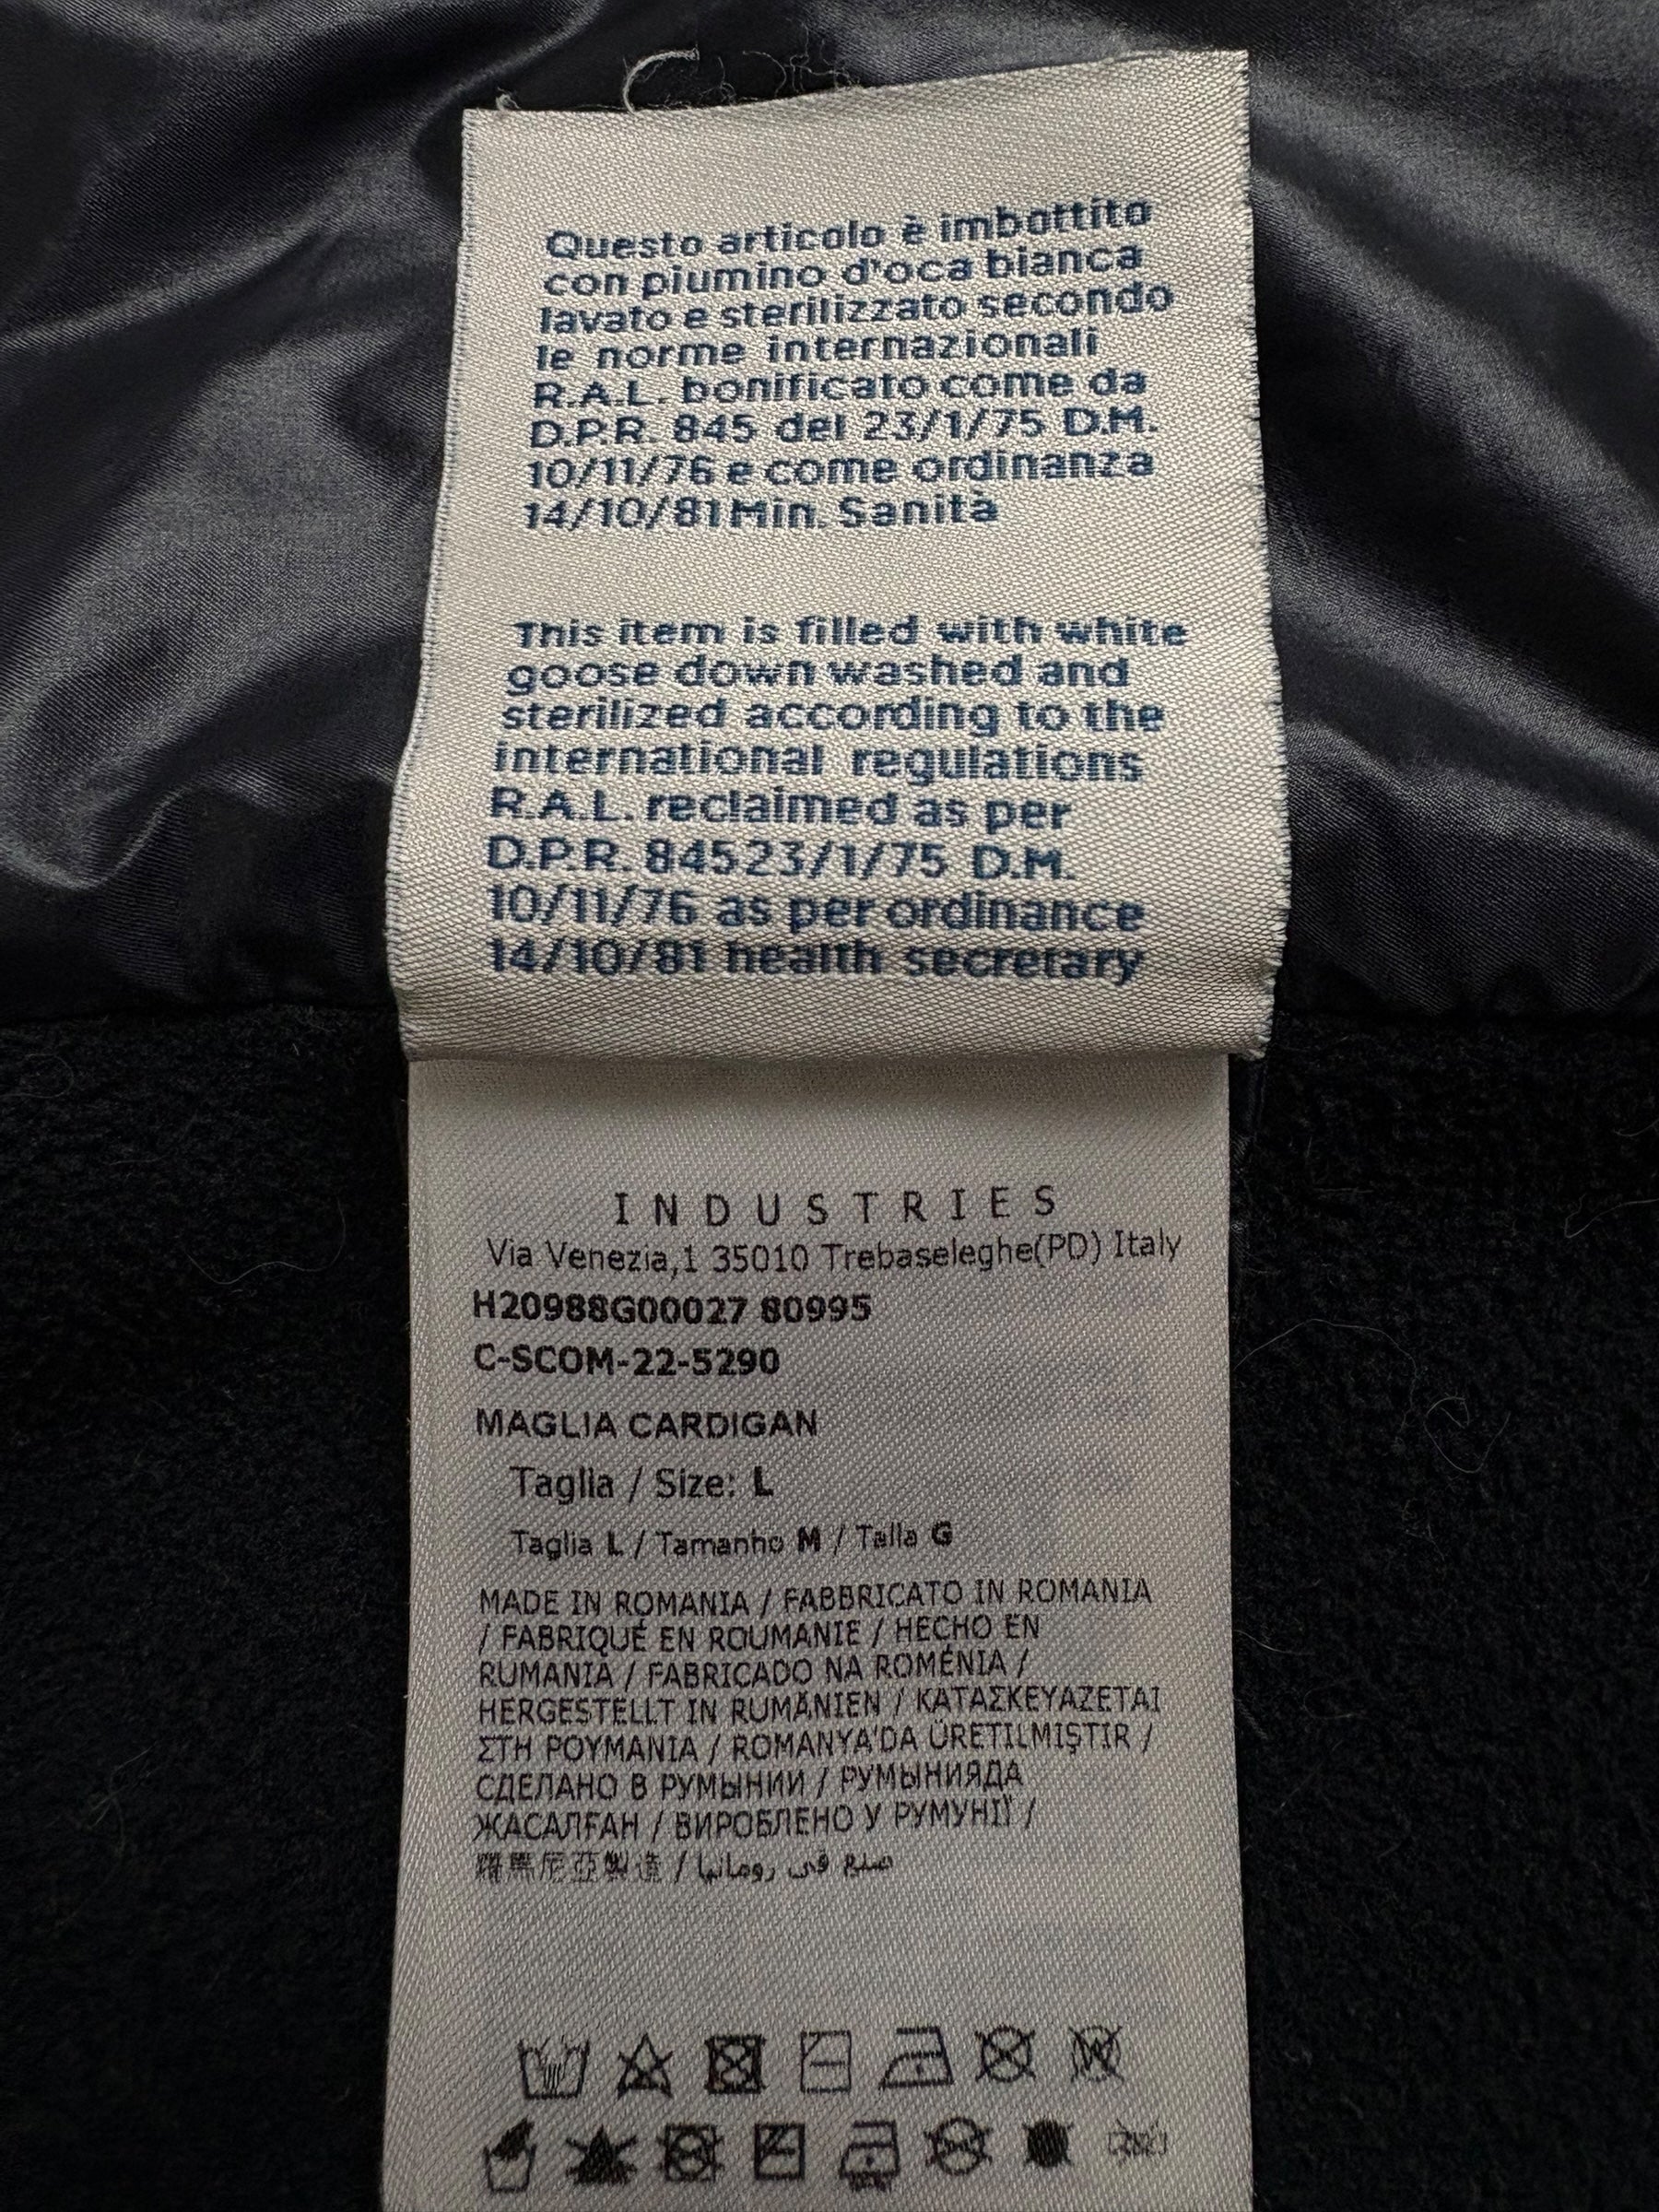 Questo articolo è imbottito
con piumino d'oca bianca
lavato e sterilizzato secondo
le norme internazionali
R.A.L. bonificato come da
D.P.R. 845 del 23/1/75 D.M.
10/11/76 e come ordinanza
14/10/81 Min. Sanità
This item is filled with white
goose down washed and
sterilized according to the
international regulations
R.A.L. reclaimed as per
D.P.R. 84523/1/75 D.M.
10/11/76 as per ordinance
14/10/81 health secretary
INDUSTRIES
Via Venezia,1 35010 Trebaseleghe(PD) Italy
H20988G00027 80995
C-SCOM-22-5290
MAGLIA CARDIGAN
Taglia / Size: L
Taglia L / Tamanho M / Talla G
MADE IN ROMANIA / FABBRICATO IN ROMANIA
/ FABRIQUÉ EN ROUMANIE / HECHO EN
RUMANIA / FABRICADO NA ROMÉNIA /
HERGESTELLT IN RUMÄNIEN / ΚΑΤΑΣΚΕΥΑΖΕΤΑΙ
ΣΤΗ ΡΟΥΜΑΝΙΑ / ROMANYA'DA ÜRETILMIŞTIR /
СДЕЛАНО В РУМЫНИИ / РУМЫНИЯДА
ЖАСАЛҒАН / ВИРОБЛЕНО У РУМУНІЇ /
羅馬尼亞製造 / صنع في رومانيا